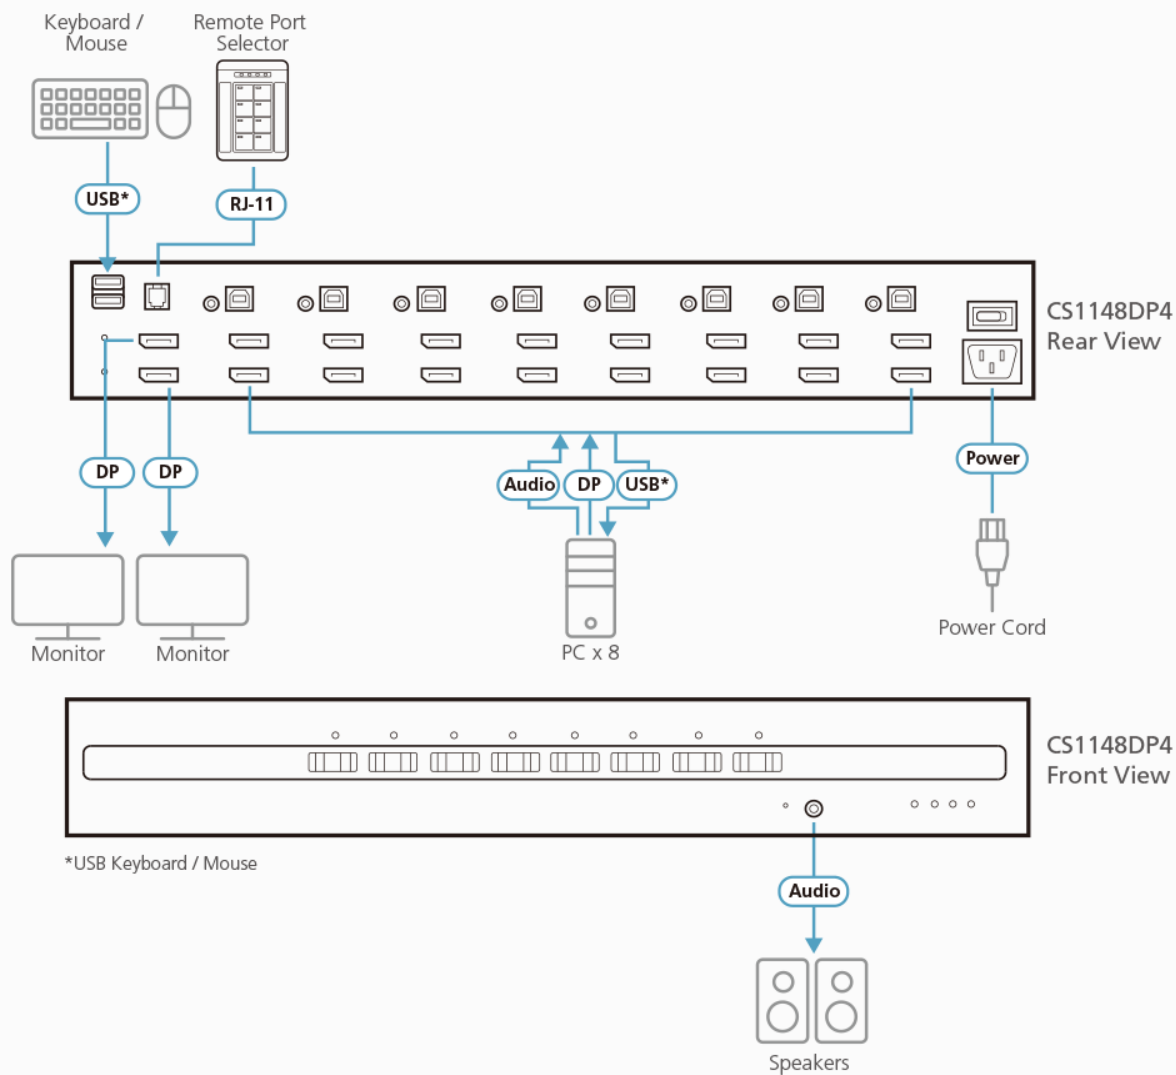 Keyboard /
Mouse
Remote Port
Selector
USB*
RJ-11
CS1148DP4
Rear View
DP
DP
Audio
DP
USB*
Power
Monitor
Monitor
PC x 8
Power Cord
CS1148DP4
Front View
*USB Keyboard / Mouse
Audio
Speakers